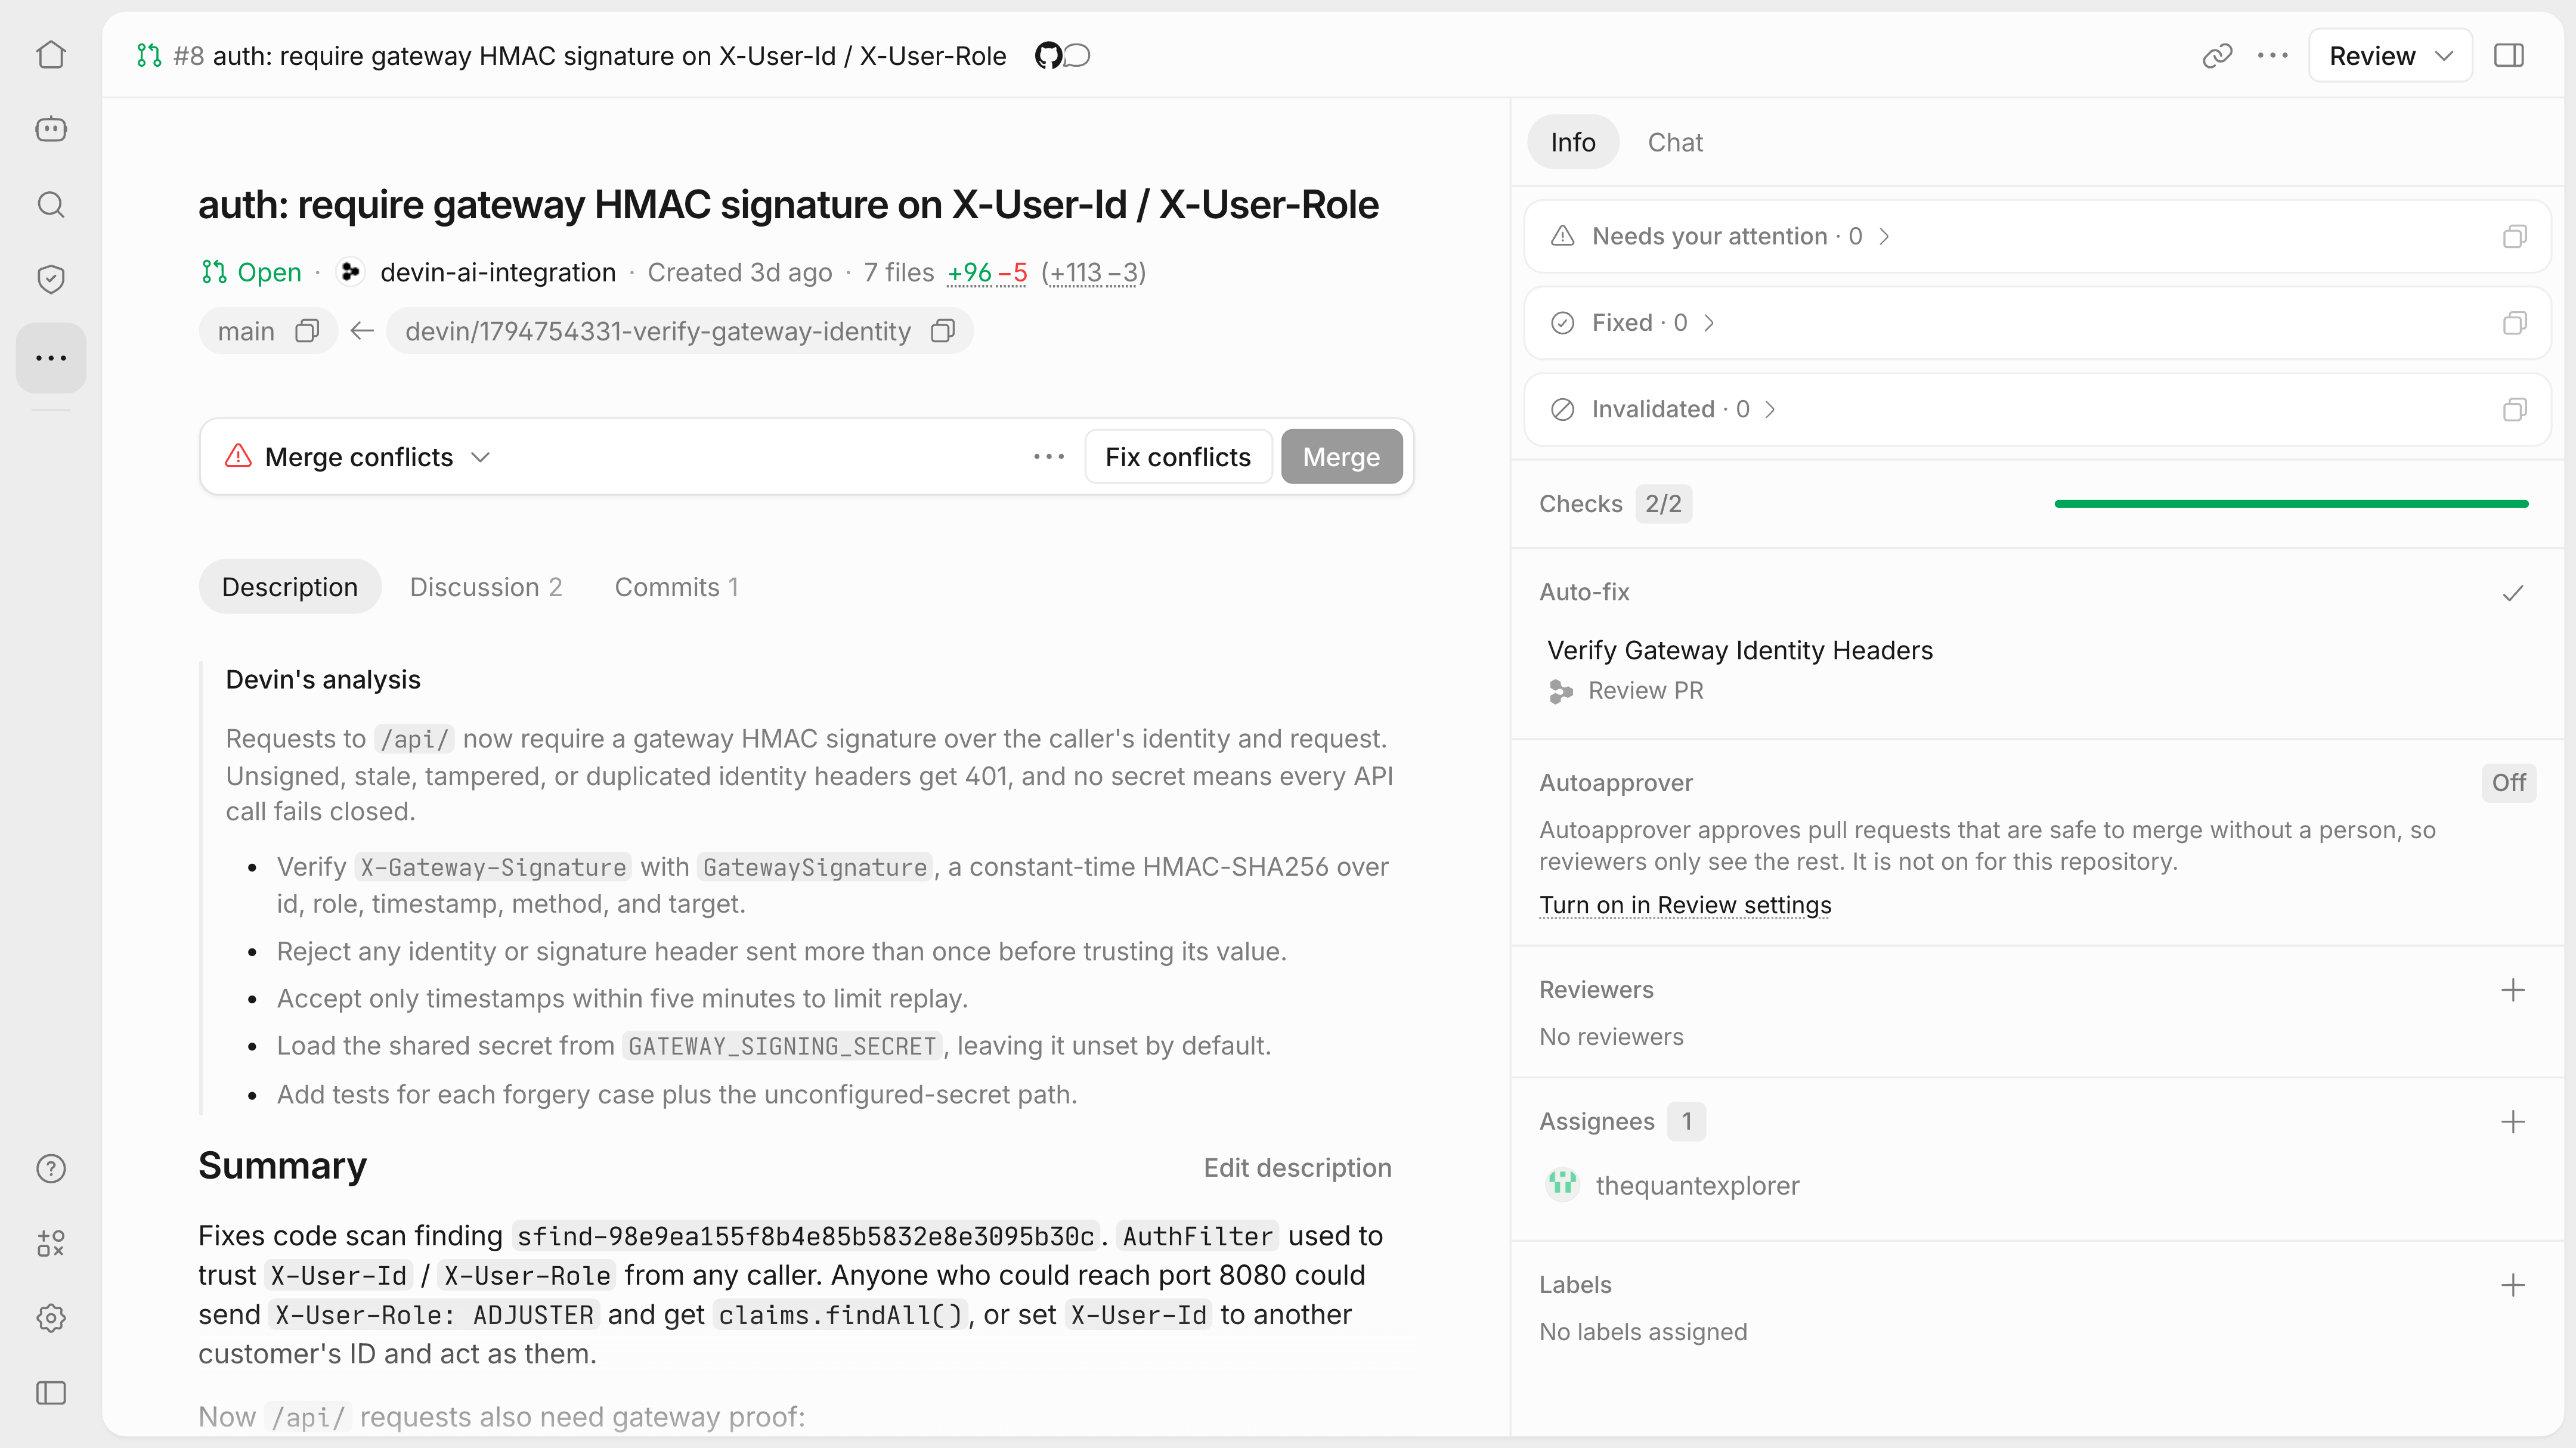 #8 auth: require gateway HMAC signature on X-User-Id / X-User-Role
Review
Info
Chat
auth: require gateway HMAC signature on X-User-Id / X-User-Role
Open · devin-ai-integration · Created 3d ago · 7 files +96 −5 (+113 −3)
main ← devin/1794754331-verify-gateway-identity
Merge conflicts
Fix conflicts
Merge
Description
Discussion 2
Commits 1
Devin's analysis
Requests to /api/ now require a gateway HMAC signature over the caller's identity and request.
Unsigned, stale, tampered, or duplicated identity headers get 401, and no secret means every API
call fails closed.
• Verify X-Gateway-Signature with GatewaySignature, a constant-time HMAC-SHA256 over
id, role, timestamp, method, and target.
• Reject any identity or signature header sent more than once before trusting its value.
• Accept only timestamps within five minutes to limit replay.
• Load the shared secret from GATEWAY_SIGNING_SECRET, leaving it unset by default.
• Add tests for each forgery case plus the unconfigured-secret path.
Summary
Edit description
Fixes code scan finding sfind-98e9ea155f8b4e85b5832e8e3095b30c. AuthFilter used to
trust X-User-Id / X-User-Role from any caller. Anyone who could reach port 8080 could
send X-User-Role: ADJUSTER and get claims.findAll(), or set X-User-Id to another
customer's ID and act as them.
Now /api/ requests also need gateway proof:
Needs your attention · 0
Fixed · 0
Invalidated · 0
Checks 2/2
Auto-fix
Verify Gateway Identity Headers
Review PR
Autoapprover
Off
Autoapprover approves pull requests that are safe to merge without a person, so
reviewers only see the rest. It is not on for this repository.
Turn on in Review settings
Reviewers
No reviewers
Assignees 1
thequantexplorer
Labels
No labels assigned